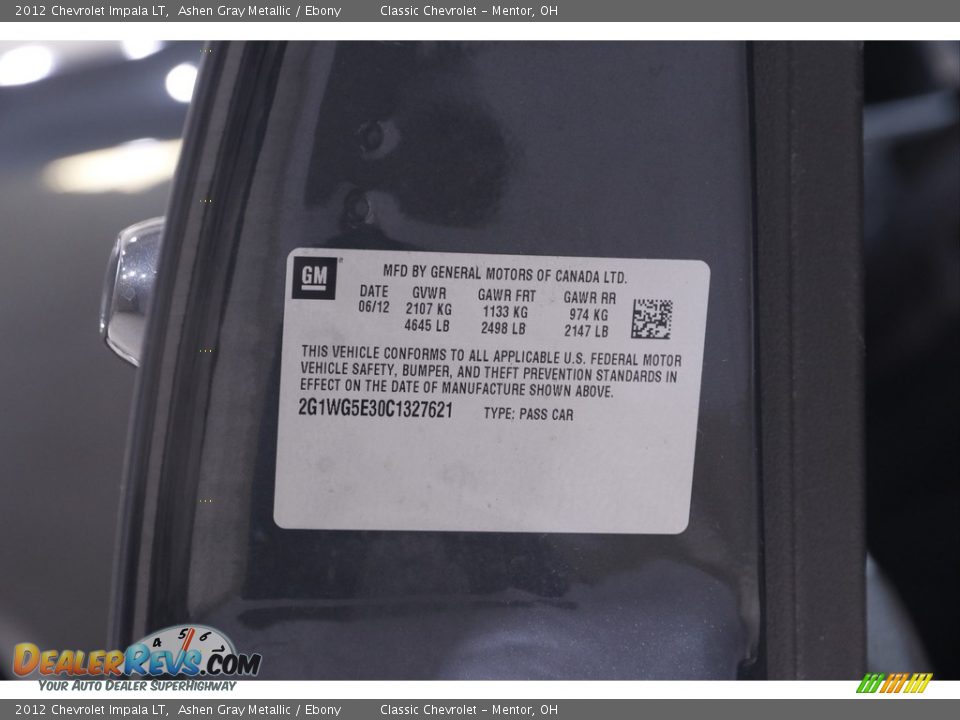 2012 Chevrolet Impala LT,  Ashen Gray Metallic / Ebony  Classic Chevrolet – Mentor, OH
GM® MFD BY GENERAL MOTORS OF CANADA LTD.
DATE GVWR GAWR FRT GAWR RR
06/12 2107 KG 1133 KG 974 KG
4645 LB 2498 LB 2147 LB
THIS VEHICLE CONFORMS TO ALL APPLICABLE U.S. FEDERAL MOTOR
VEHICLE SAFETY, BUMPER, AND THEFT PREVENTION STANDARDS IN
EFFECT ON THE DATE OF MANUFACTURE SHOWN ABOVE.
2G1WG5E30C1327621 TYPE: PASS CAR
4 5 6
DEALERREVS.COM
YOUR AUTO DEALER SUPERHIGHWAY
2012 Chevrolet Impala LT,  Ashen Gray Metallic / Ebony  Classic Chevrolet – Mentor, OH